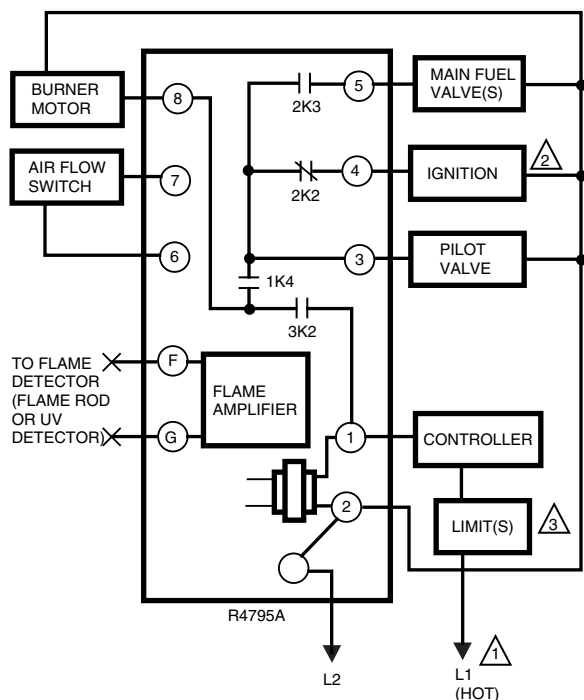 BURNER
MOTOR
8
5
MAIN FUEL
VALVE(S)
2K3
AIR FLOW
SWITCH
7
4
IGNITION
2
2K2
6
3
PILOT
VALVE
1K4
3K2
TO FLAME
DETECTOR
(FLAME ROD
OR UV
DETECTOR)
F
G
FLAME
AMPLIFIER
1
CONTROLLER
2
LIMIT(S)
3
R4795A
L2
L1
(HOT)
1